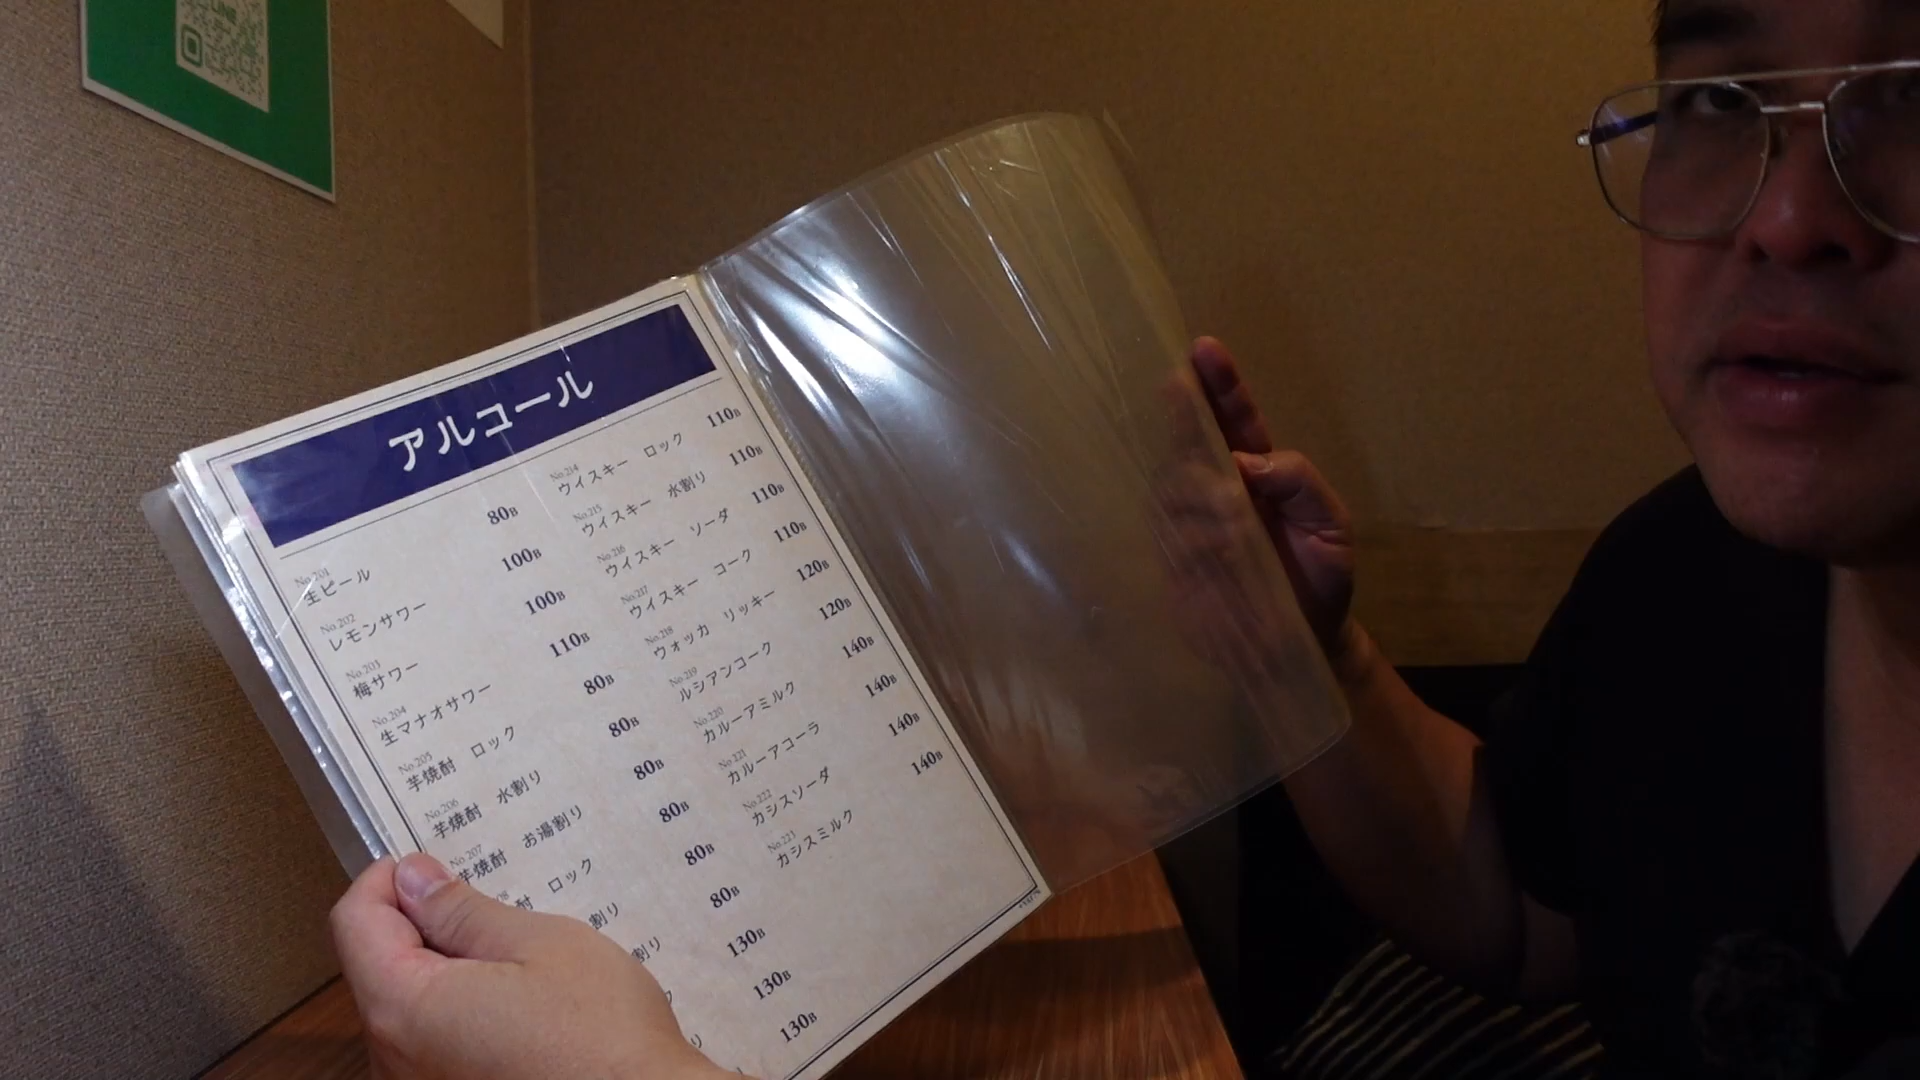 LINE
アルコール
No.201
生ビール 80B
No.202
レモンサワー 100B
No.203
梅サワー 100B
No.204
生マナオサワー 110B
No.205
芋焼酎 ロック 80B
No.206
芋焼酎 水割り 80B
No.207
芋焼酎 お湯割り 80B
酎 ロック 80B
割り 80B
割り 80B
130B
り 130B
130B
No.214
ウイスキー ロック 110B
No.215
ウイスキー 水割り 110B
No.216
ウイスキー ソーダ 110B
No.217
ウイスキー コーク 110B
No.218
ウォッカ リッキー 120B
No.219
ルシアンコーク 120B
No.220
カルーアミルク 140B
No.221
カルーアコーラ 140B
No.222
カシスソーダ 140B
No.223
カシスミルク 140B